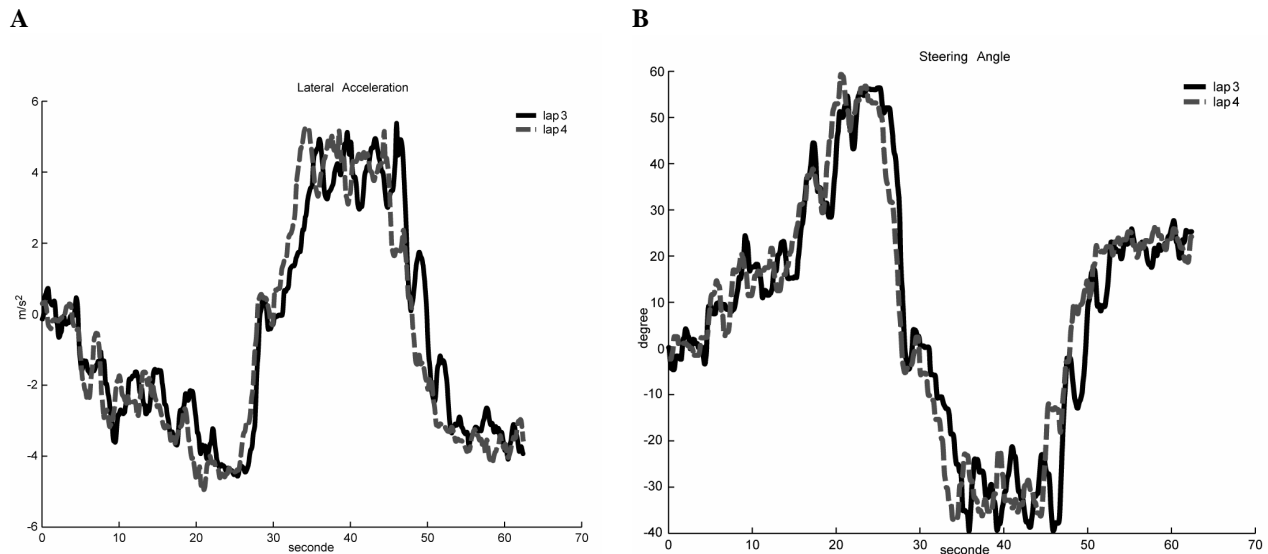 A
Lateral Acceleration
6
4
2
0
-2
-4
-6
m/s²
0 10 20 30 40 50 60 70
seconde
lap 3
lap 4
B
Steering Angle
60
50
40
30
20
10
0
-10
-20
-30
-40
degree
0 10 20 30 40 50 60 70
seconde
lap 3
lap 4